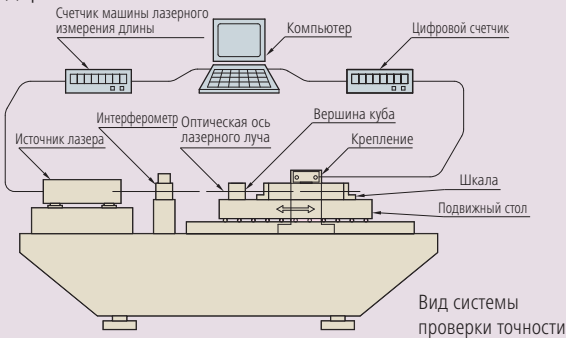 Счетчик машины лазерного
измерения длины
Компьютер
Цифровой счетчик
Интерферометр
Оптическая ось
лазерного луча
Вершина куба
Источник лазера
Крепление
Шкала
Подвижный стол
Вид системы
проверки точности